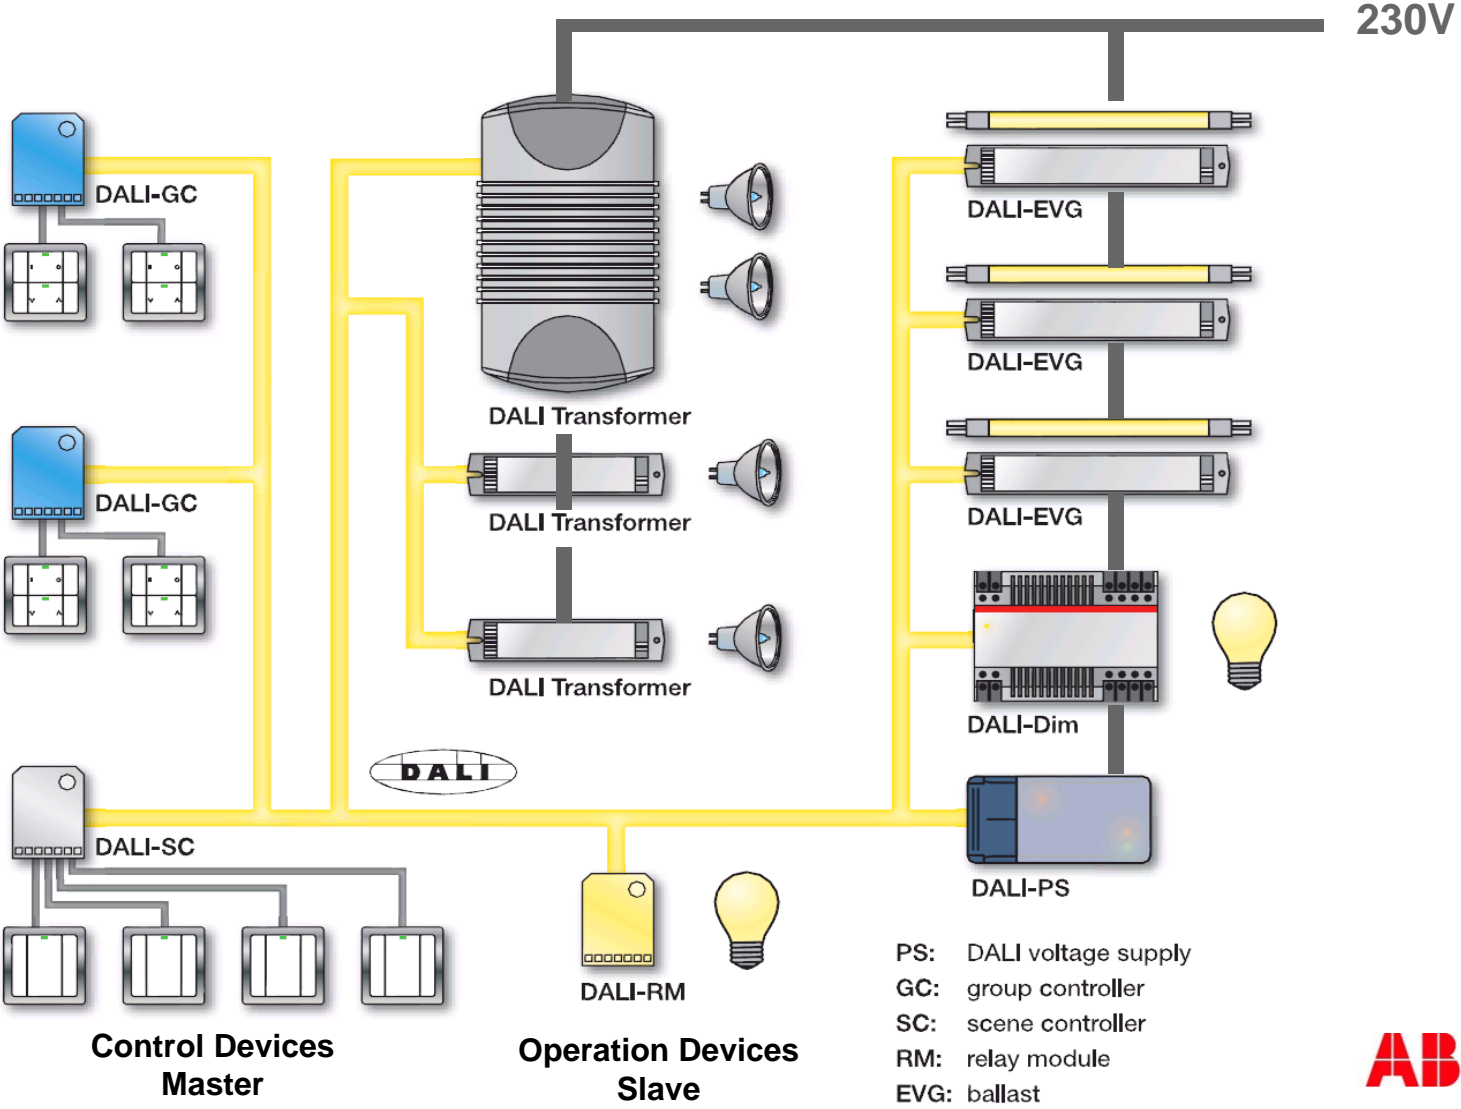 230V
DALI-GC
DALI-EVG
DALI-EVG
DALI Transformer
DALI-GC
DALI Transformer
DALI-EVG
DALI Transformer
DALI-Dim
DALI
DALI-SC
DALI-PS
DALI-RM
PS: DALI voltage supply
GC: group controller
SC: scene controller
RM: relay module
EVG: ballast
Control Devices
Master
Operation Devices
Slave
AB